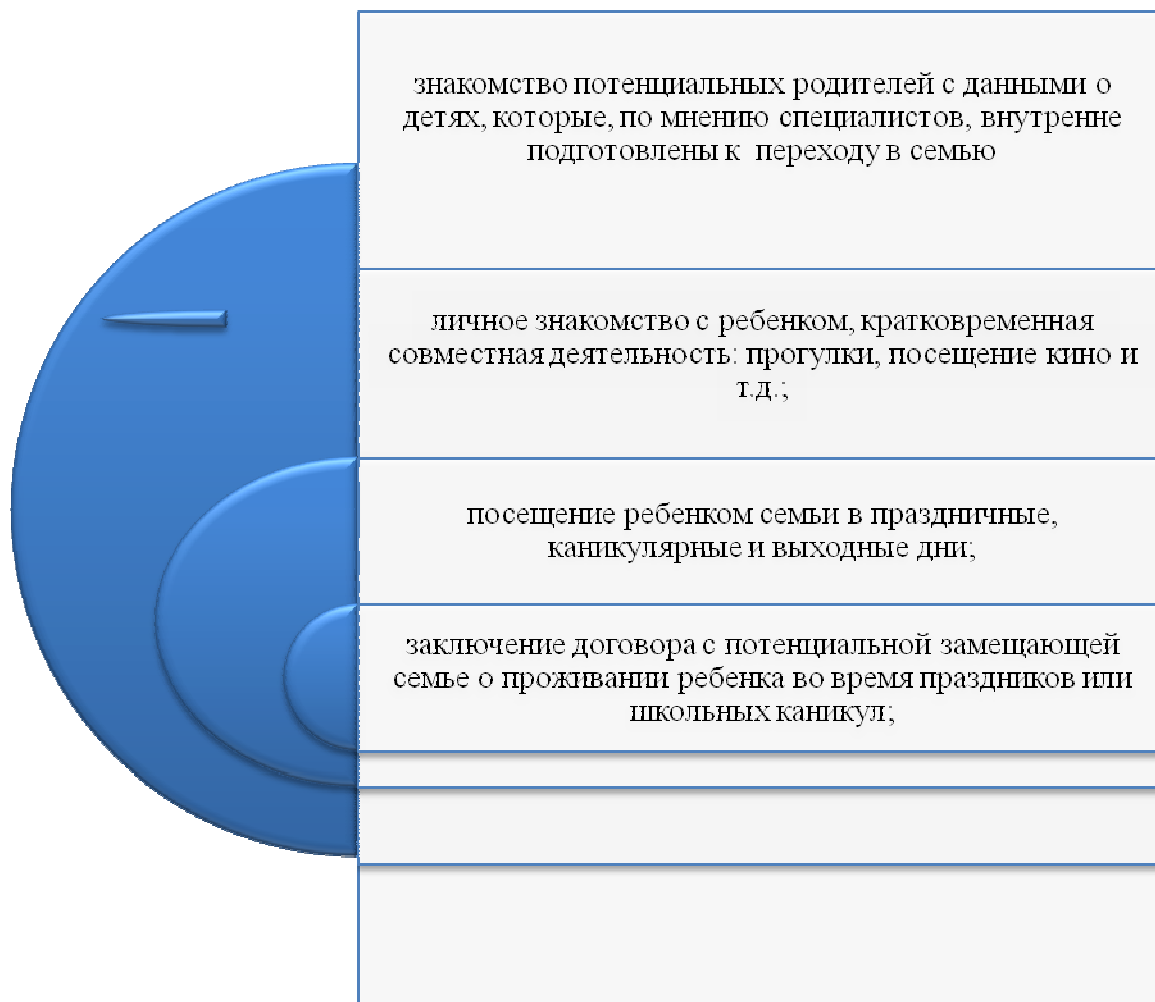 знакомство потенциальных родителей с данными о
детях, которые, по мнению специалистов, внутренне
подготовлены к переходу в семью
личное знакомство с ребенком, кратковременная
совместная деятельность: прогулки, посещение кино и
т.д.;
посещение ребенком семьи в праздничные,
каникулярные и выходные дни;
заключение договора с потенциальной замещающей
семье о проживании ребенка во время праздников или
школьных каникул;